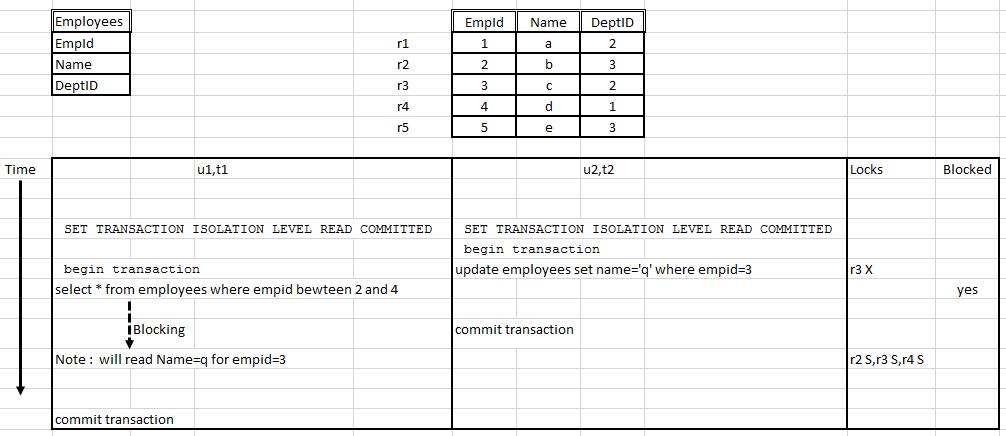 Employees EmpId Name DeptID
EmpId r1 1 a 2
Name r2 2 b 3
DeptID r3 3 c 2
r4 4 d 1
r5 5 e 3
Time u1,t1 u2,t2 Locks Blocked
SET TRANSACTION ISOLATION LEVEL READ COMMITTED SET TRANSACTION ISOLATION LEVEL READ COMMITTED
begin transaction
begin transaction update employees set name='q' where empid=3 r3 X
select * from employees where empid bewteen 2 and 4 yes
Blocking commit transaction
Note : will read Name=q for empid=3 r2 S,r3 S,r4 S
commit transaction